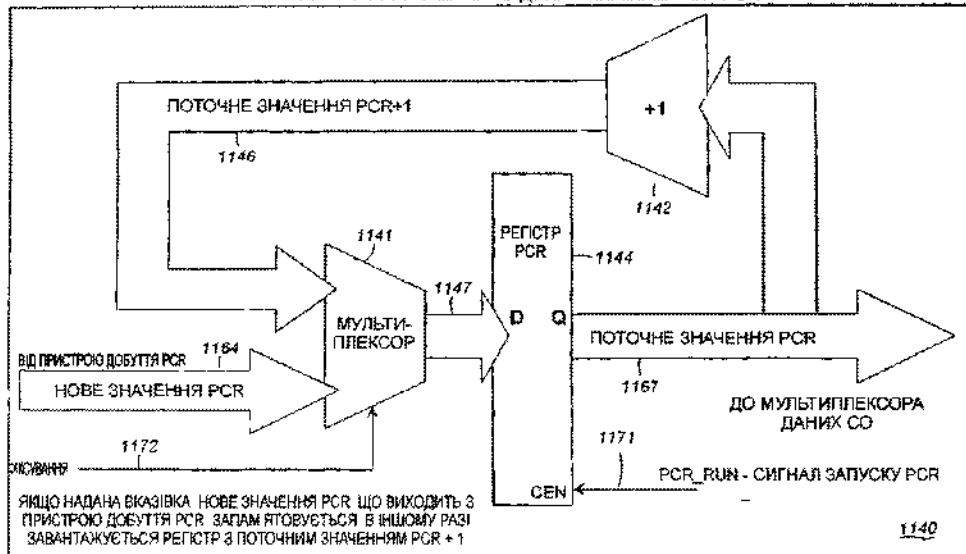 ПОТОЧНЕ ЗНАЧЕННЯ PCR+1
+1
1146
1142
1141
РЕГІСТР
PCR
1144
1147
МУЛЬТИ-
ПЛЕКСОР
D Q
ПОТОЧНЕ ЗНАЧЕННЯ PCR
1167
ВІД ПРИСТРОЮ ДОБУТТЯ PCR
1164
НОВЕ ЗНАЧЕННЯ PCR
ДО МУЛЬТИПЛЕКСОРА
ДАНИХ СО
1172
1171
CEN
PCR_RUN - СИГНАЛ ЗАПУСКУ PCR
ЯКЩО НАДАНА ВКАЗІВКА НОВЕ ЗНАЧЕННЯ PCR ЩО ВИХОДИТЬ З
ПРИСТРОЮ ДОБУТТЯ PCR ЗАПАМ ЯТОВУЄТЬСЯ В ІНШОМУ РАЗІ
ЗАВАНТАЖУЄТЬСЯ РЕГІСТР З ПОТОЧНИМ ЗНАЧЕННЯМ PCR + 1
1140